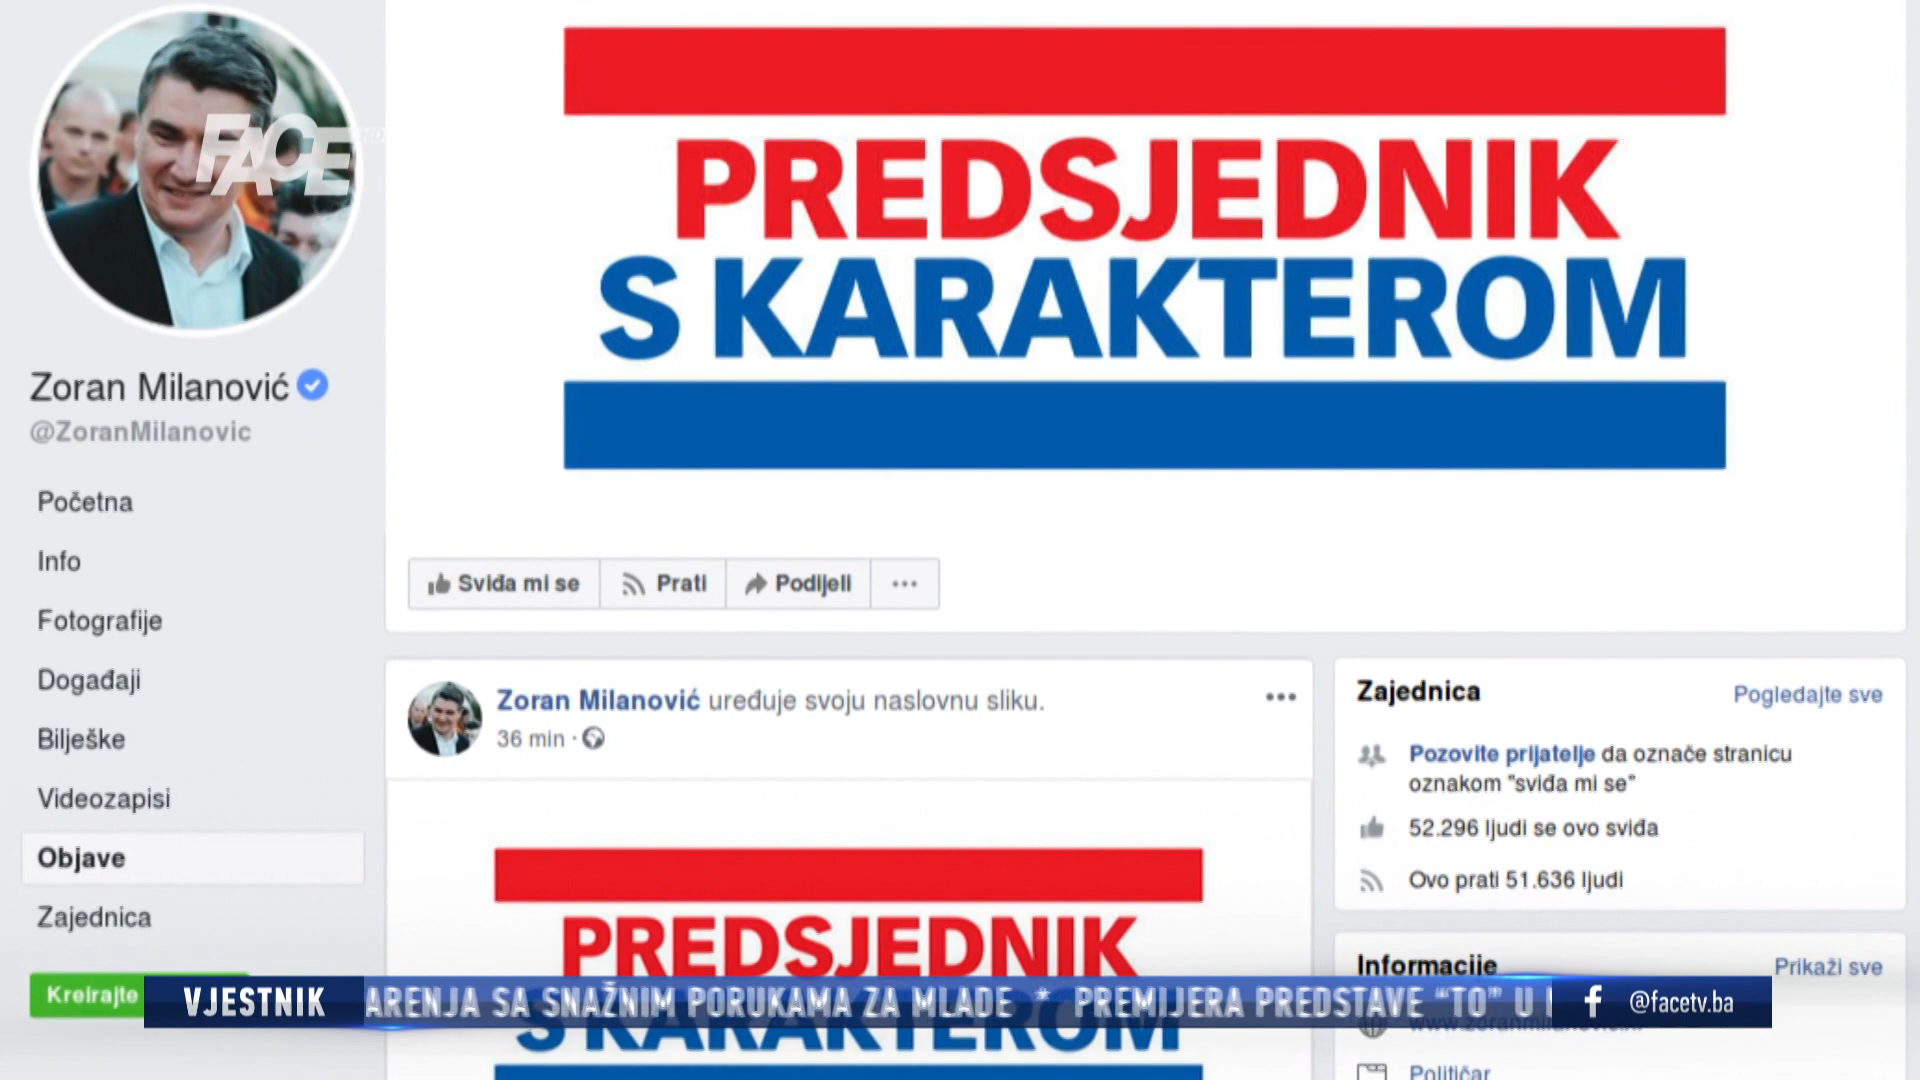 FACE HD
PREDSJEDNIK
S KARAKTEROM
Zoran Milanović
@ZoranMilanovic
Početna
Info
Fotografije
Događaji
Bilješke
Videozapisi
Objave
Zajednica
Kreirajte
Sviđa mi se
Prati
Podijeli
Zoran Milanović uređuje svoju naslovnu sliku.
36 min
PREDSJEDNIK
S KARAKTEROM
Zajednica
Pogledajte sve
Pozovite prijatelje da označe stranicu
oznakom "sviđa mi se"
52.296 ljudi se ovo sviđa
Ovo prati 51.636 ljudi
Informacije
Prikaži sve
Političar
VJESTNIK
ARENJA SA SNAŽNIM PORUKAMA ZA MLADE * PREMIJERA PREDSTAVE “TO” U
@facetv.ba